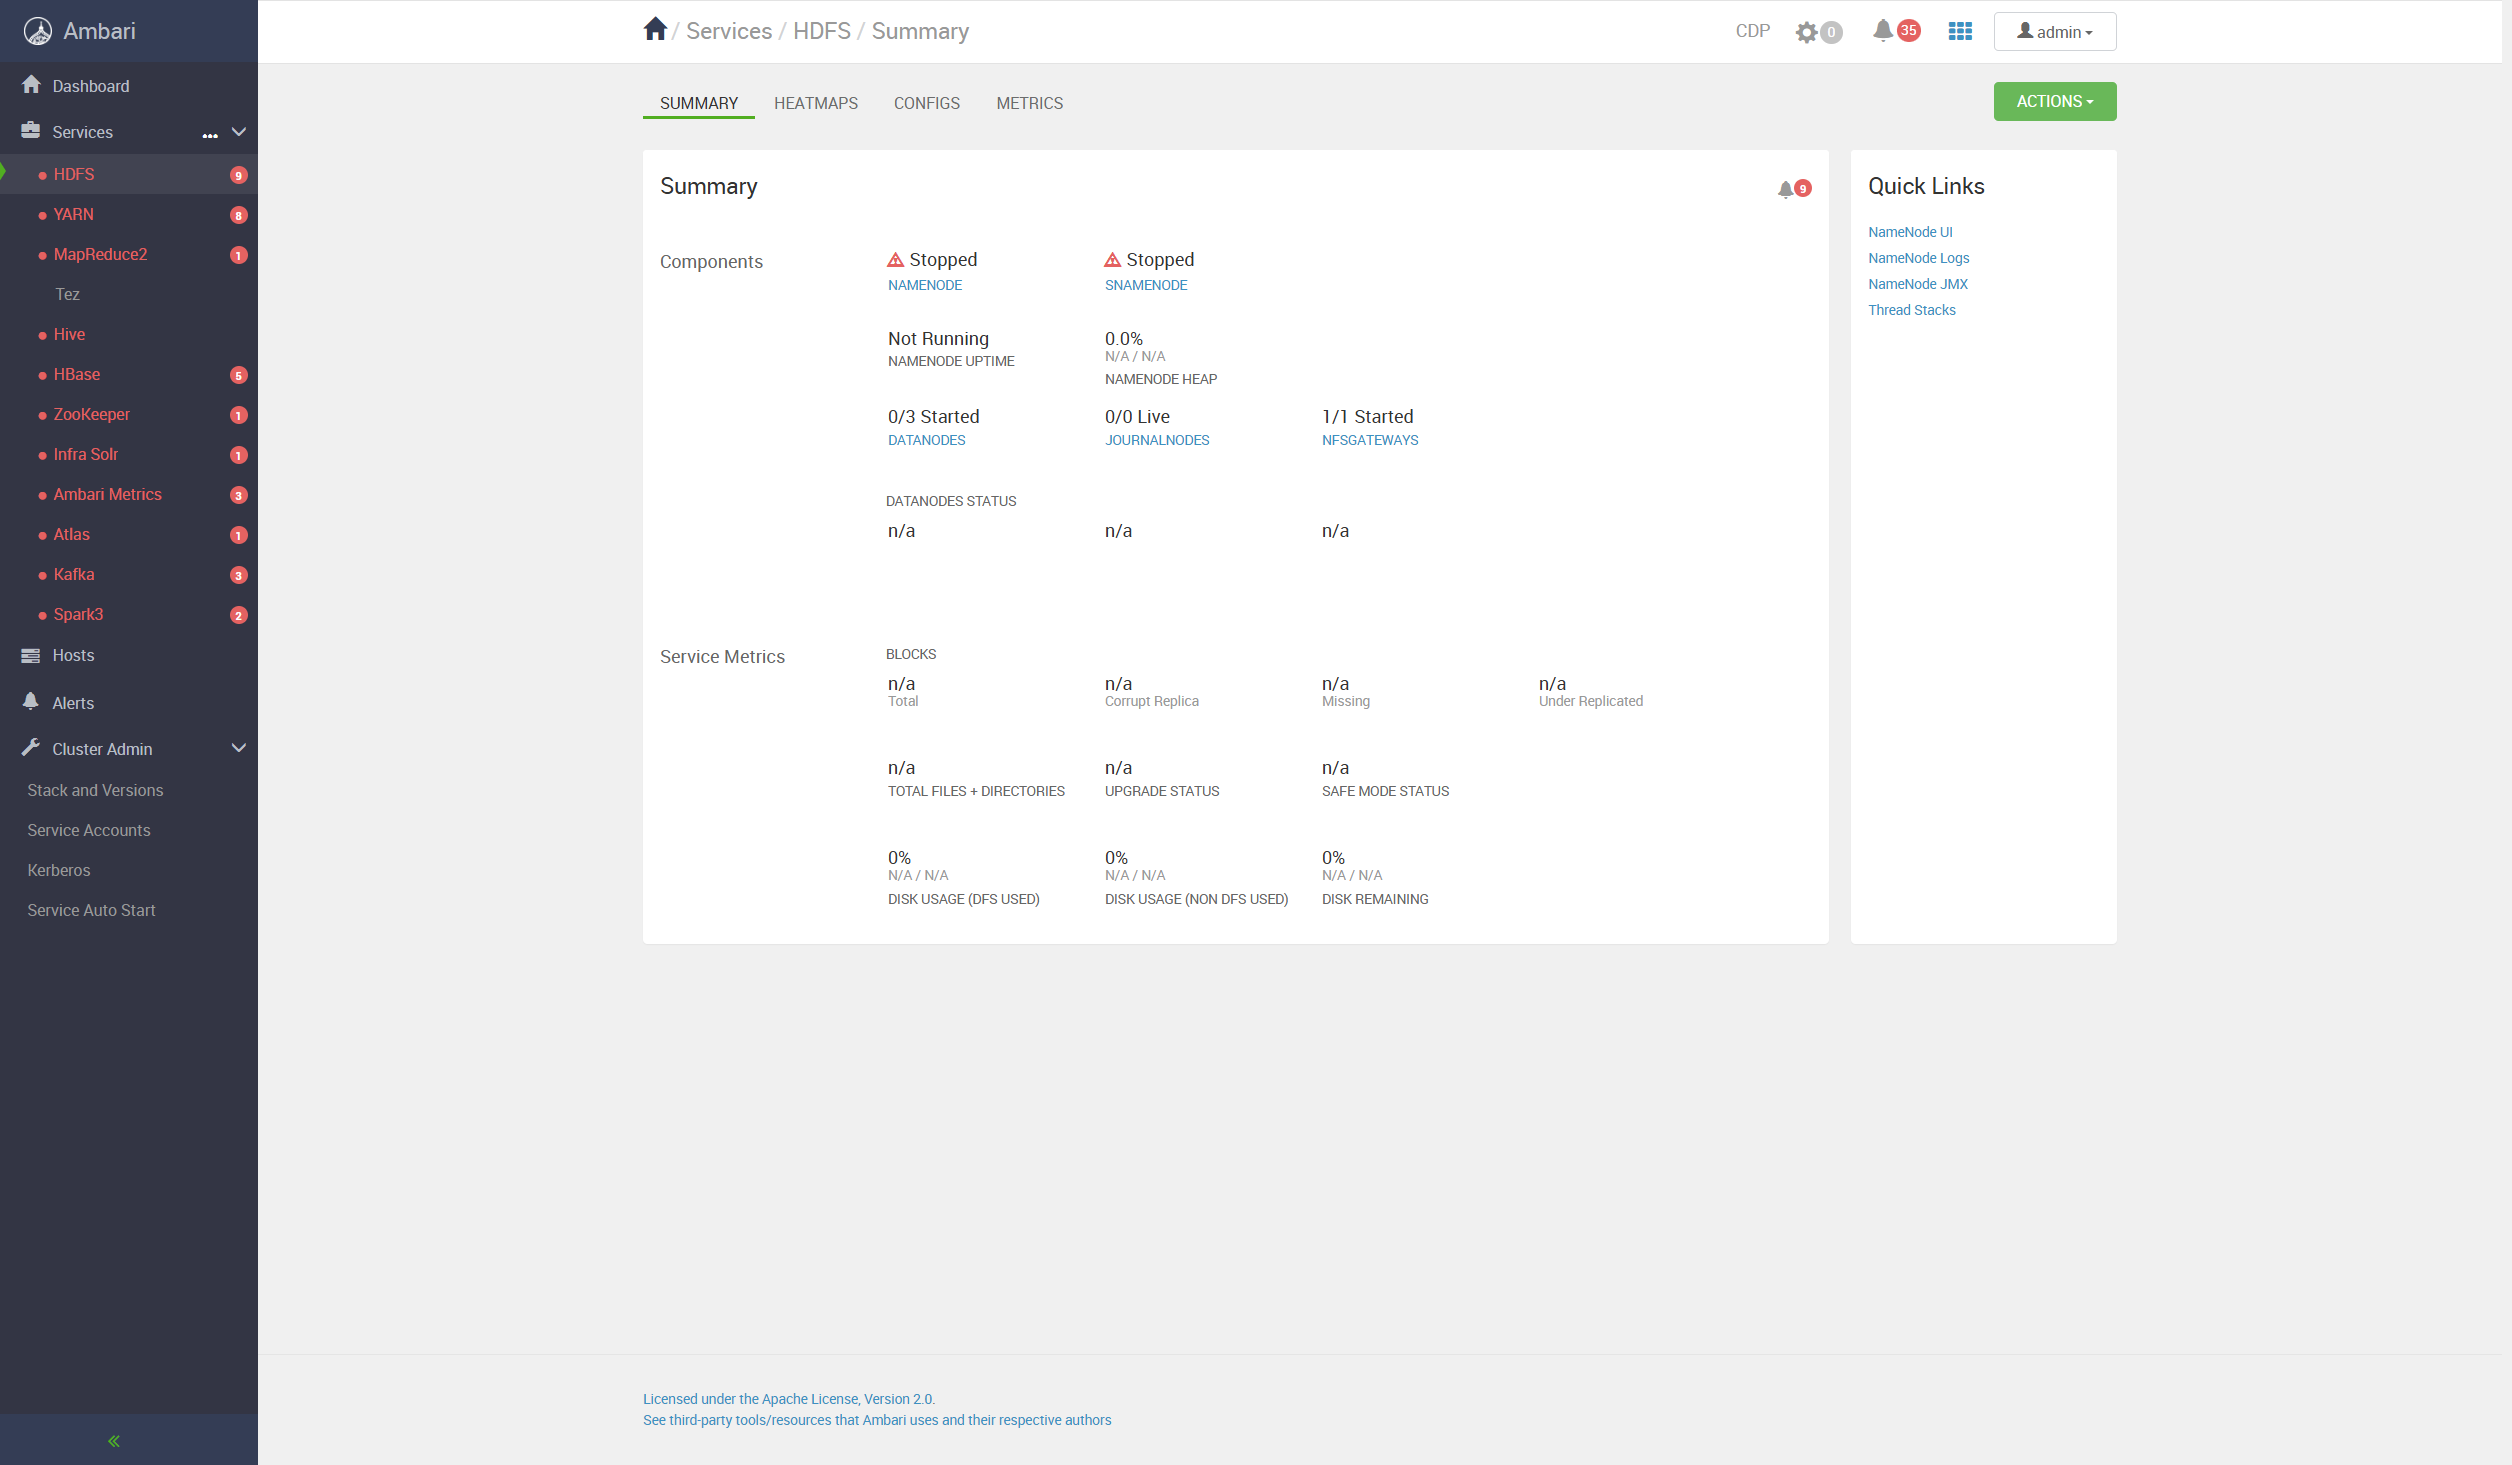 Ambari
/ Services / HDFS / Summary
CDP
0
35
admin
Dashboard
Services
HDFS 9
YARN 8
MapReduce2 1
Tez
Hive
HBase 5
ZooKeeper 1
Infra Solr 1
Ambari Metrics 3
Atlas 1
Kafka 3
Spark3 2
Hosts
Alerts
Cluster Admin
Stack and Versions
Service Accounts
Kerberos
Service Auto Start
SUMMARY HEATMAPS CONFIGS METRICS
ACTIONS
Summary
9
Components
Stopped
NAMENODE
Stopped
SNAMENODE
Not Running
NAMENODE UPTIME
0.0%
N/A / N/A
NAMENODE HEAP
0/3 Started
DATANODES
0/0 Live
JOURNALNODES
1/1 Started
NFSGATEWAYS
DATANODES STATUS
n/a n/a n/a
Service Metrics
BLOCKS
n/a
Total
n/a
Corrupt Replica
n/a
Missing
n/a
Under Replicated
n/a
TOTAL FILES + DIRECTORIES
n/a
UPGRADE STATUS
n/a
SAFE MODE STATUS
0%
N/A / N/A
DISK USAGE (DFS USED)
0%
N/A / N/A
DISK USAGE (NON DFS USED)
0%
N/A / N/A
DISK REMAINING
Quick Links
NameNode UI
NameNode Logs
NameNode JMX
Thread Stacks
Licensed under the Apache License, Version 2.0.
See third-party tools/resources that Ambari uses and their respective authors